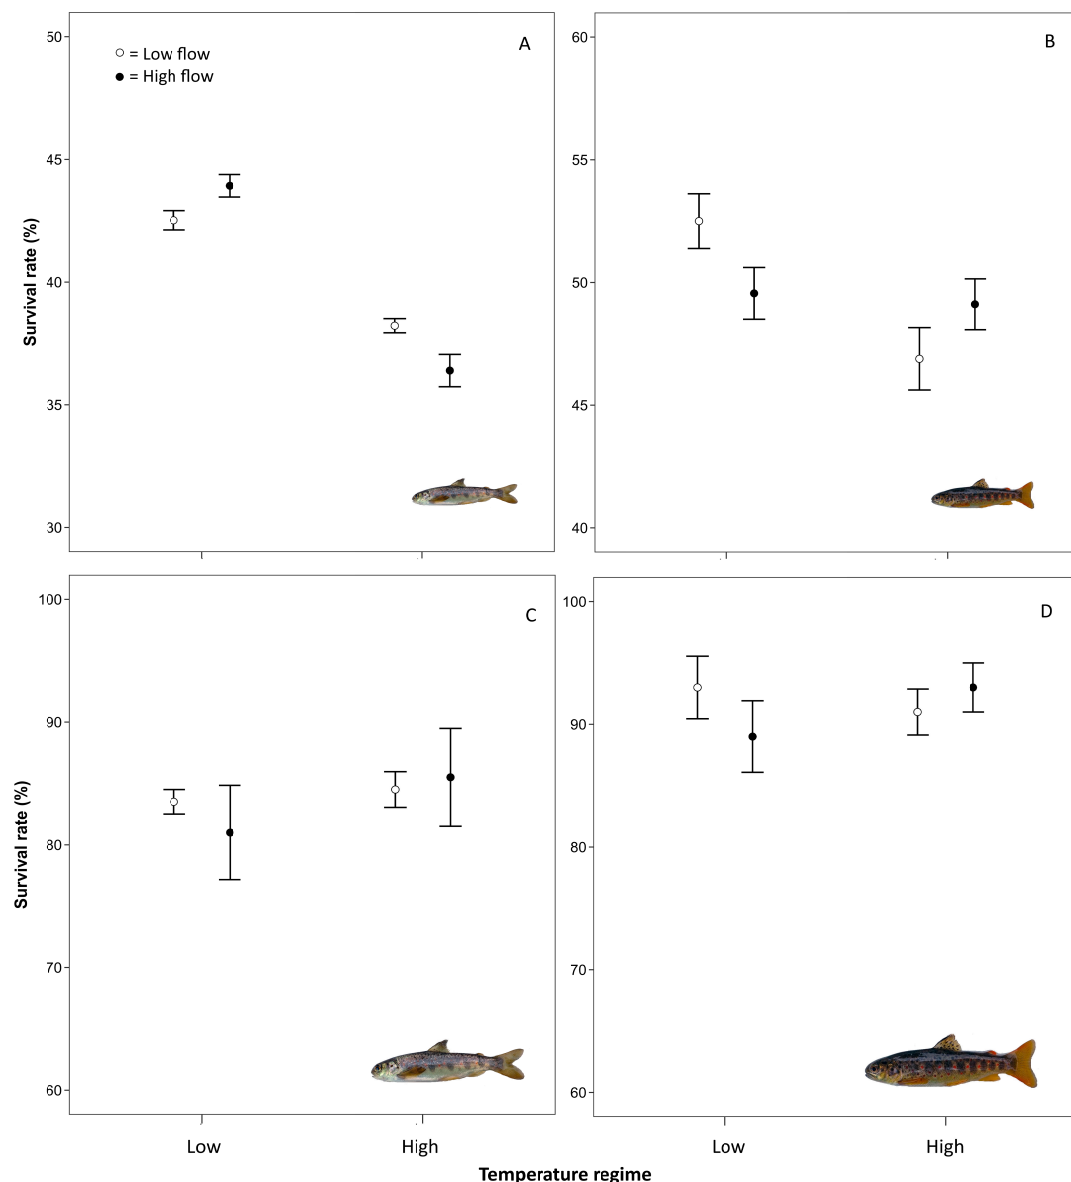 A
○ = Low flow
● = High flow
50
45
40
35
30
Survival rate (%)
B
60
55
50
45
40
C
100
90
80
70
60
Survival rate (%)
D
100
90
80
70
60
Low
High
Low
High
Temperature regime